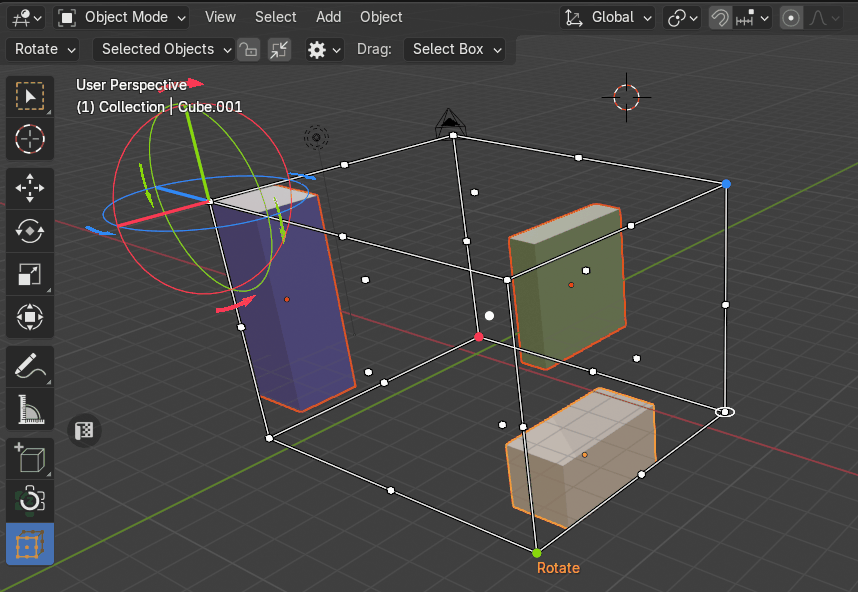 Object Mode View Select Add Object Global
Rotate Selected Objects Drag: Select Box
User Perspective
(1) Collection | Cube.001
Rotate